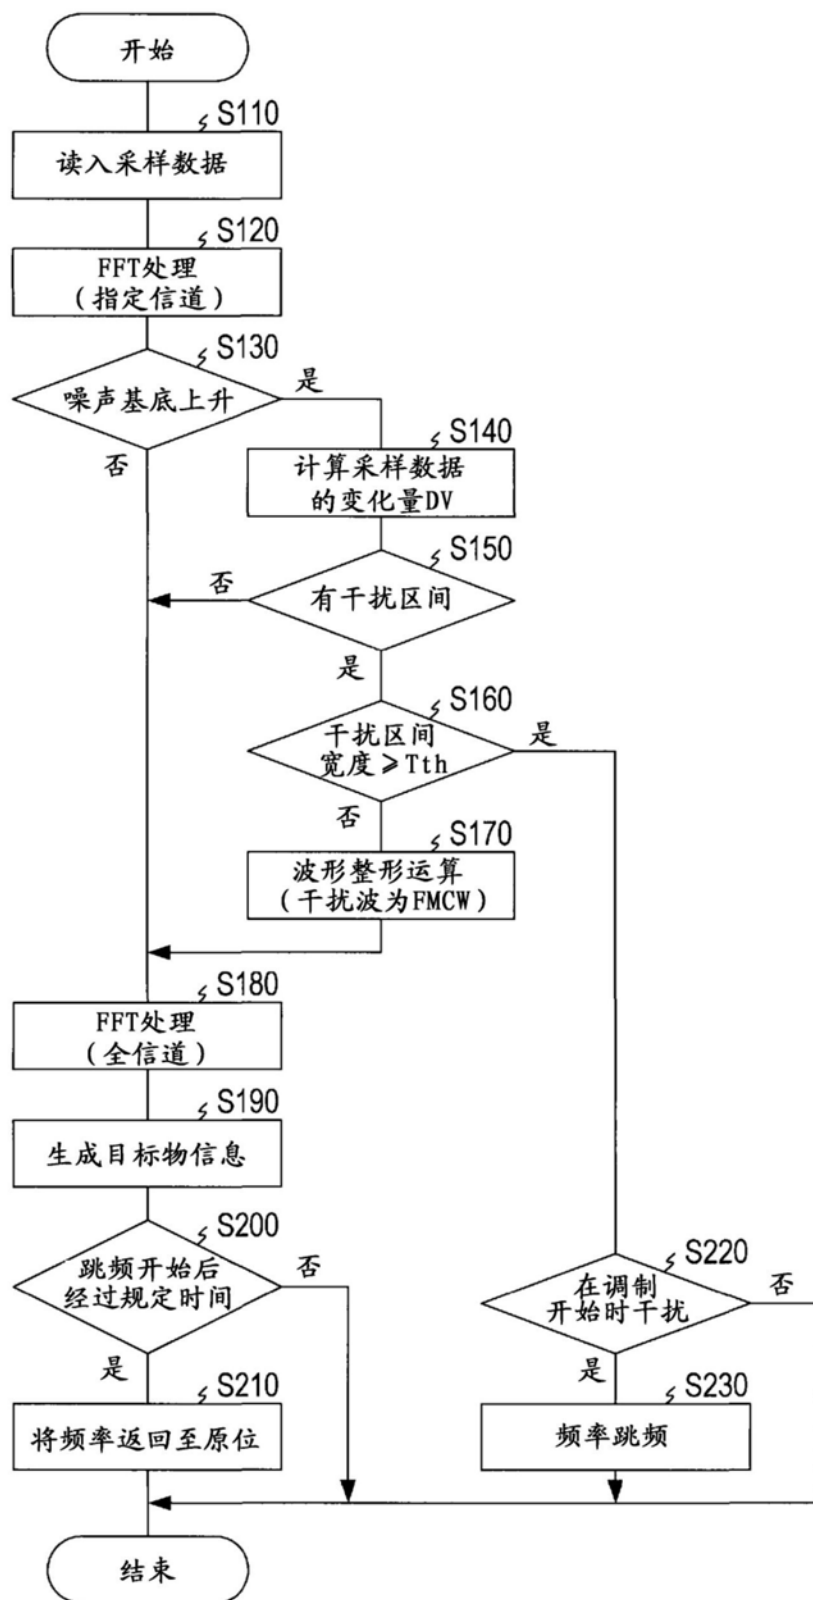 开始
S110
读入采样数据
S120
FFT处理
(指定信道)
S130
噪声基底上升
是
否
S140
计算采样数据
的变化量DV
S150
有干扰区间
否
是
S160
干扰区间
宽度≥Tth
是
否
S170
波形整形运算
(干扰波为FMCW)
S180
FFT处理
(全信道)
S190
生成目标物信息
S200
跳频开始后
经过规定时间
否
是
S210
将频率返回至原位
S220
在调制
开始时干扰
否
是
S230
频率跳频
结束